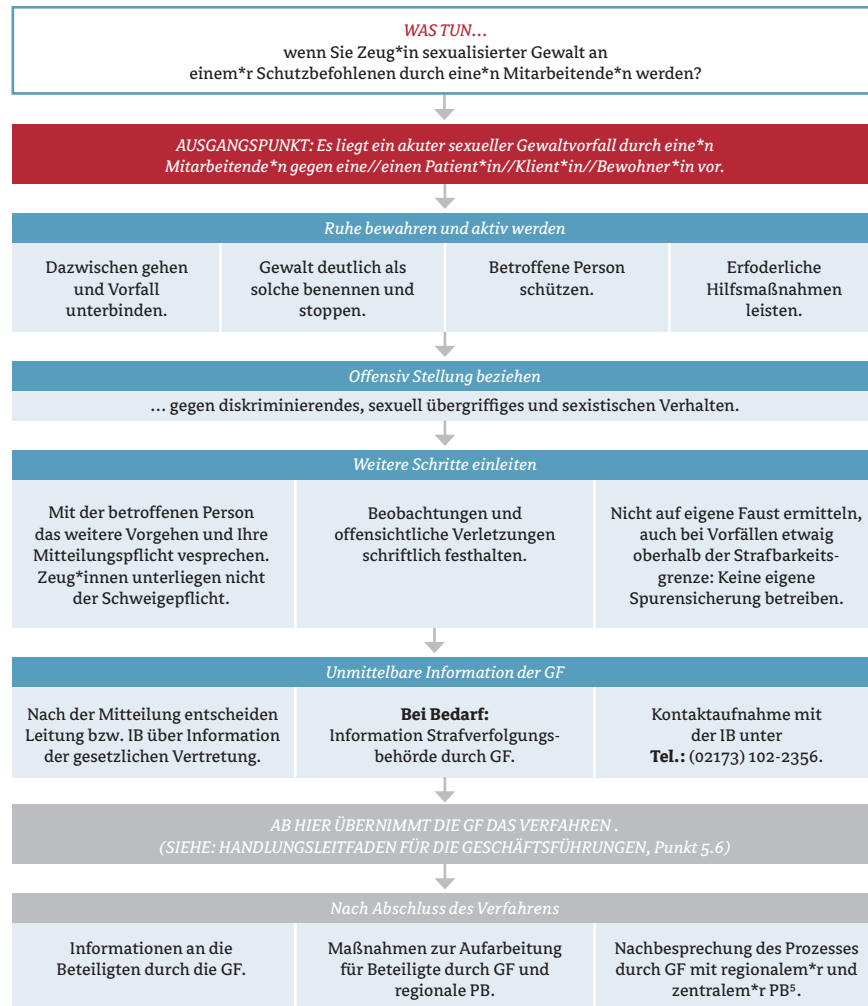 WAS TUN...
wenn Sie Zeug*in sexualisierter Gewalt an
einem*r Schutzbefohlenen durch eine*n Mitarbeitende*n werden?
AUSGANGSPUNKT: Es liegt ein akuter sexueller Gewaltvorfall durch eine*n
Mitarbeitende*n gegen eine//einen Patient*in//Klient*in//Bewohner*in vor.
Ruhe bewahren und aktiv werden
Dazwischen gehen
und Vorfall
unterbinden.
Gewalt deutlich als
solche benennen und
stoppen.
Betroffene Person
schützen.
Erfoderliche
Hilfsmaßnahmen
leisten.
Offensiv Stellung beziehen
... gegen diskriminierendes, sexuell übergriffiges und sexistischen Verhalten.
Weitere Schritte einleiten
Mit der betroffenen Person
das weitere Vorgehen und Ihre
Mitteilungspflicht vesprechen.
Zeug*innen unterliegen nicht
der Schweigepflicht.
Beobachtungen und
offensichtliche Verletzungen
schriftlich festhalten.
Nicht auf eigene Faust ermitteln,
auch bei Vorfällen etwaig
oberhalb der Strafbarkeits-
grenze: Keine eigene
Spurensicherung betreiben.
Unmittelbare Information der GF
Nach der Mitteilung entscheiden
Leitung bzw. IB über Information
der gesetzlichen Vertretung.
Bei Bedarf:
Information Strafverfolgungs-
behörde durch GF.
Kontaktaufnahme mit
der IB unter
Tel.: (02173) 102-2356.
AB HIER ÜBERNIMMT DIE GF DAS VERFAHREN .
(SIEHE: HANDLUNGSLEITFADEN FÜR DIE GESCHÄFTSFÜHRUNGEN, Punkt 5.6)
Nach Abschluss des Verfahrens
Informationen an die
Beteiligten durch die GF.
Maßnahmen zur Aufarbeitung
für Beteiligte durch GF und
regionale PB.
Nachbesprechung des Prozesses
durch GF mit regionalem*r und
zentralem*r PB⁵.